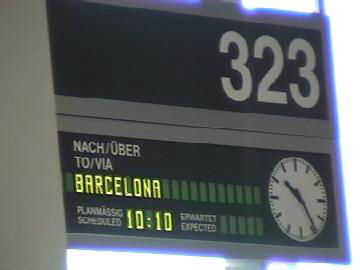 323
NACH/ÜBER
TO/VIA
BARCELONA
PLANMÄSSIG SCHEDULED 10:10 ERWARTET EXPECTED